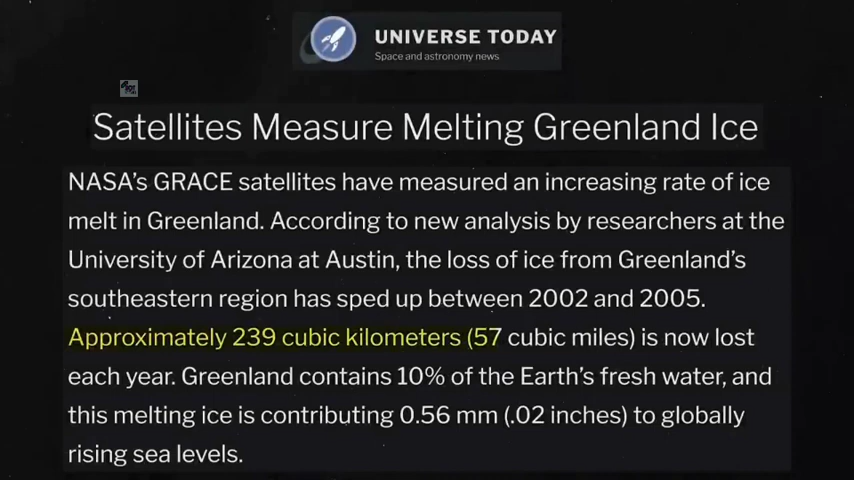 UNIVERSE TODAY
Space and astronomy news
Satellites Measure Melting Greenland Ice
NASA's GRACE satellites have measured an increasing rate of ice
melt in Greenland. According to new analysis by researchers at the
University of Arizona at Austin, the loss of ice from Greenland's
southeastern region has sped up between 2002 and 2005.
Approximately 239 cubic kilometers (57 cubic miles) is now lost
each year. Greenland contains 10% of the Earth's fresh water, and
this melting ice is contributing 0.56 mm (.02 inches) to globally
rising sea levels.